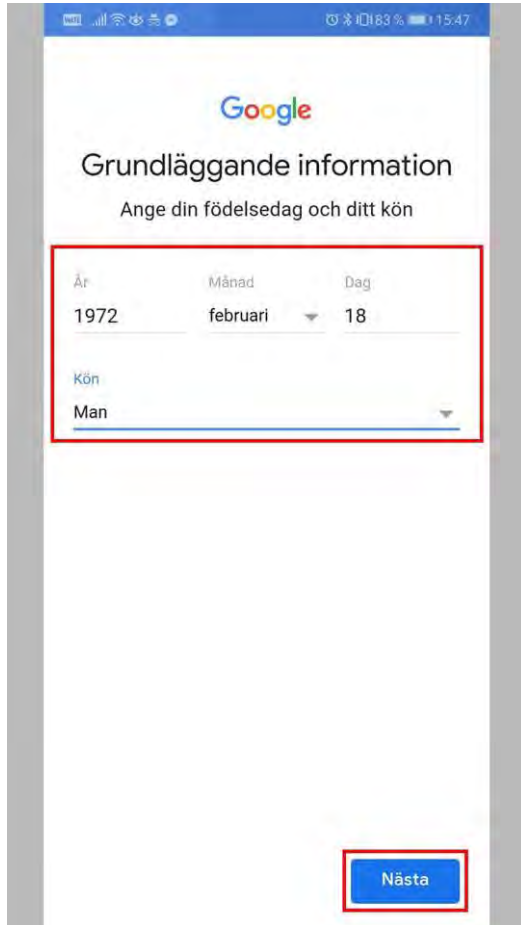 83 % 15:47
Google
Grundläggande information
Ange din födelsedag och ditt kön
År Månad Dag
1972 februari 18
Kön
Man
Nästa